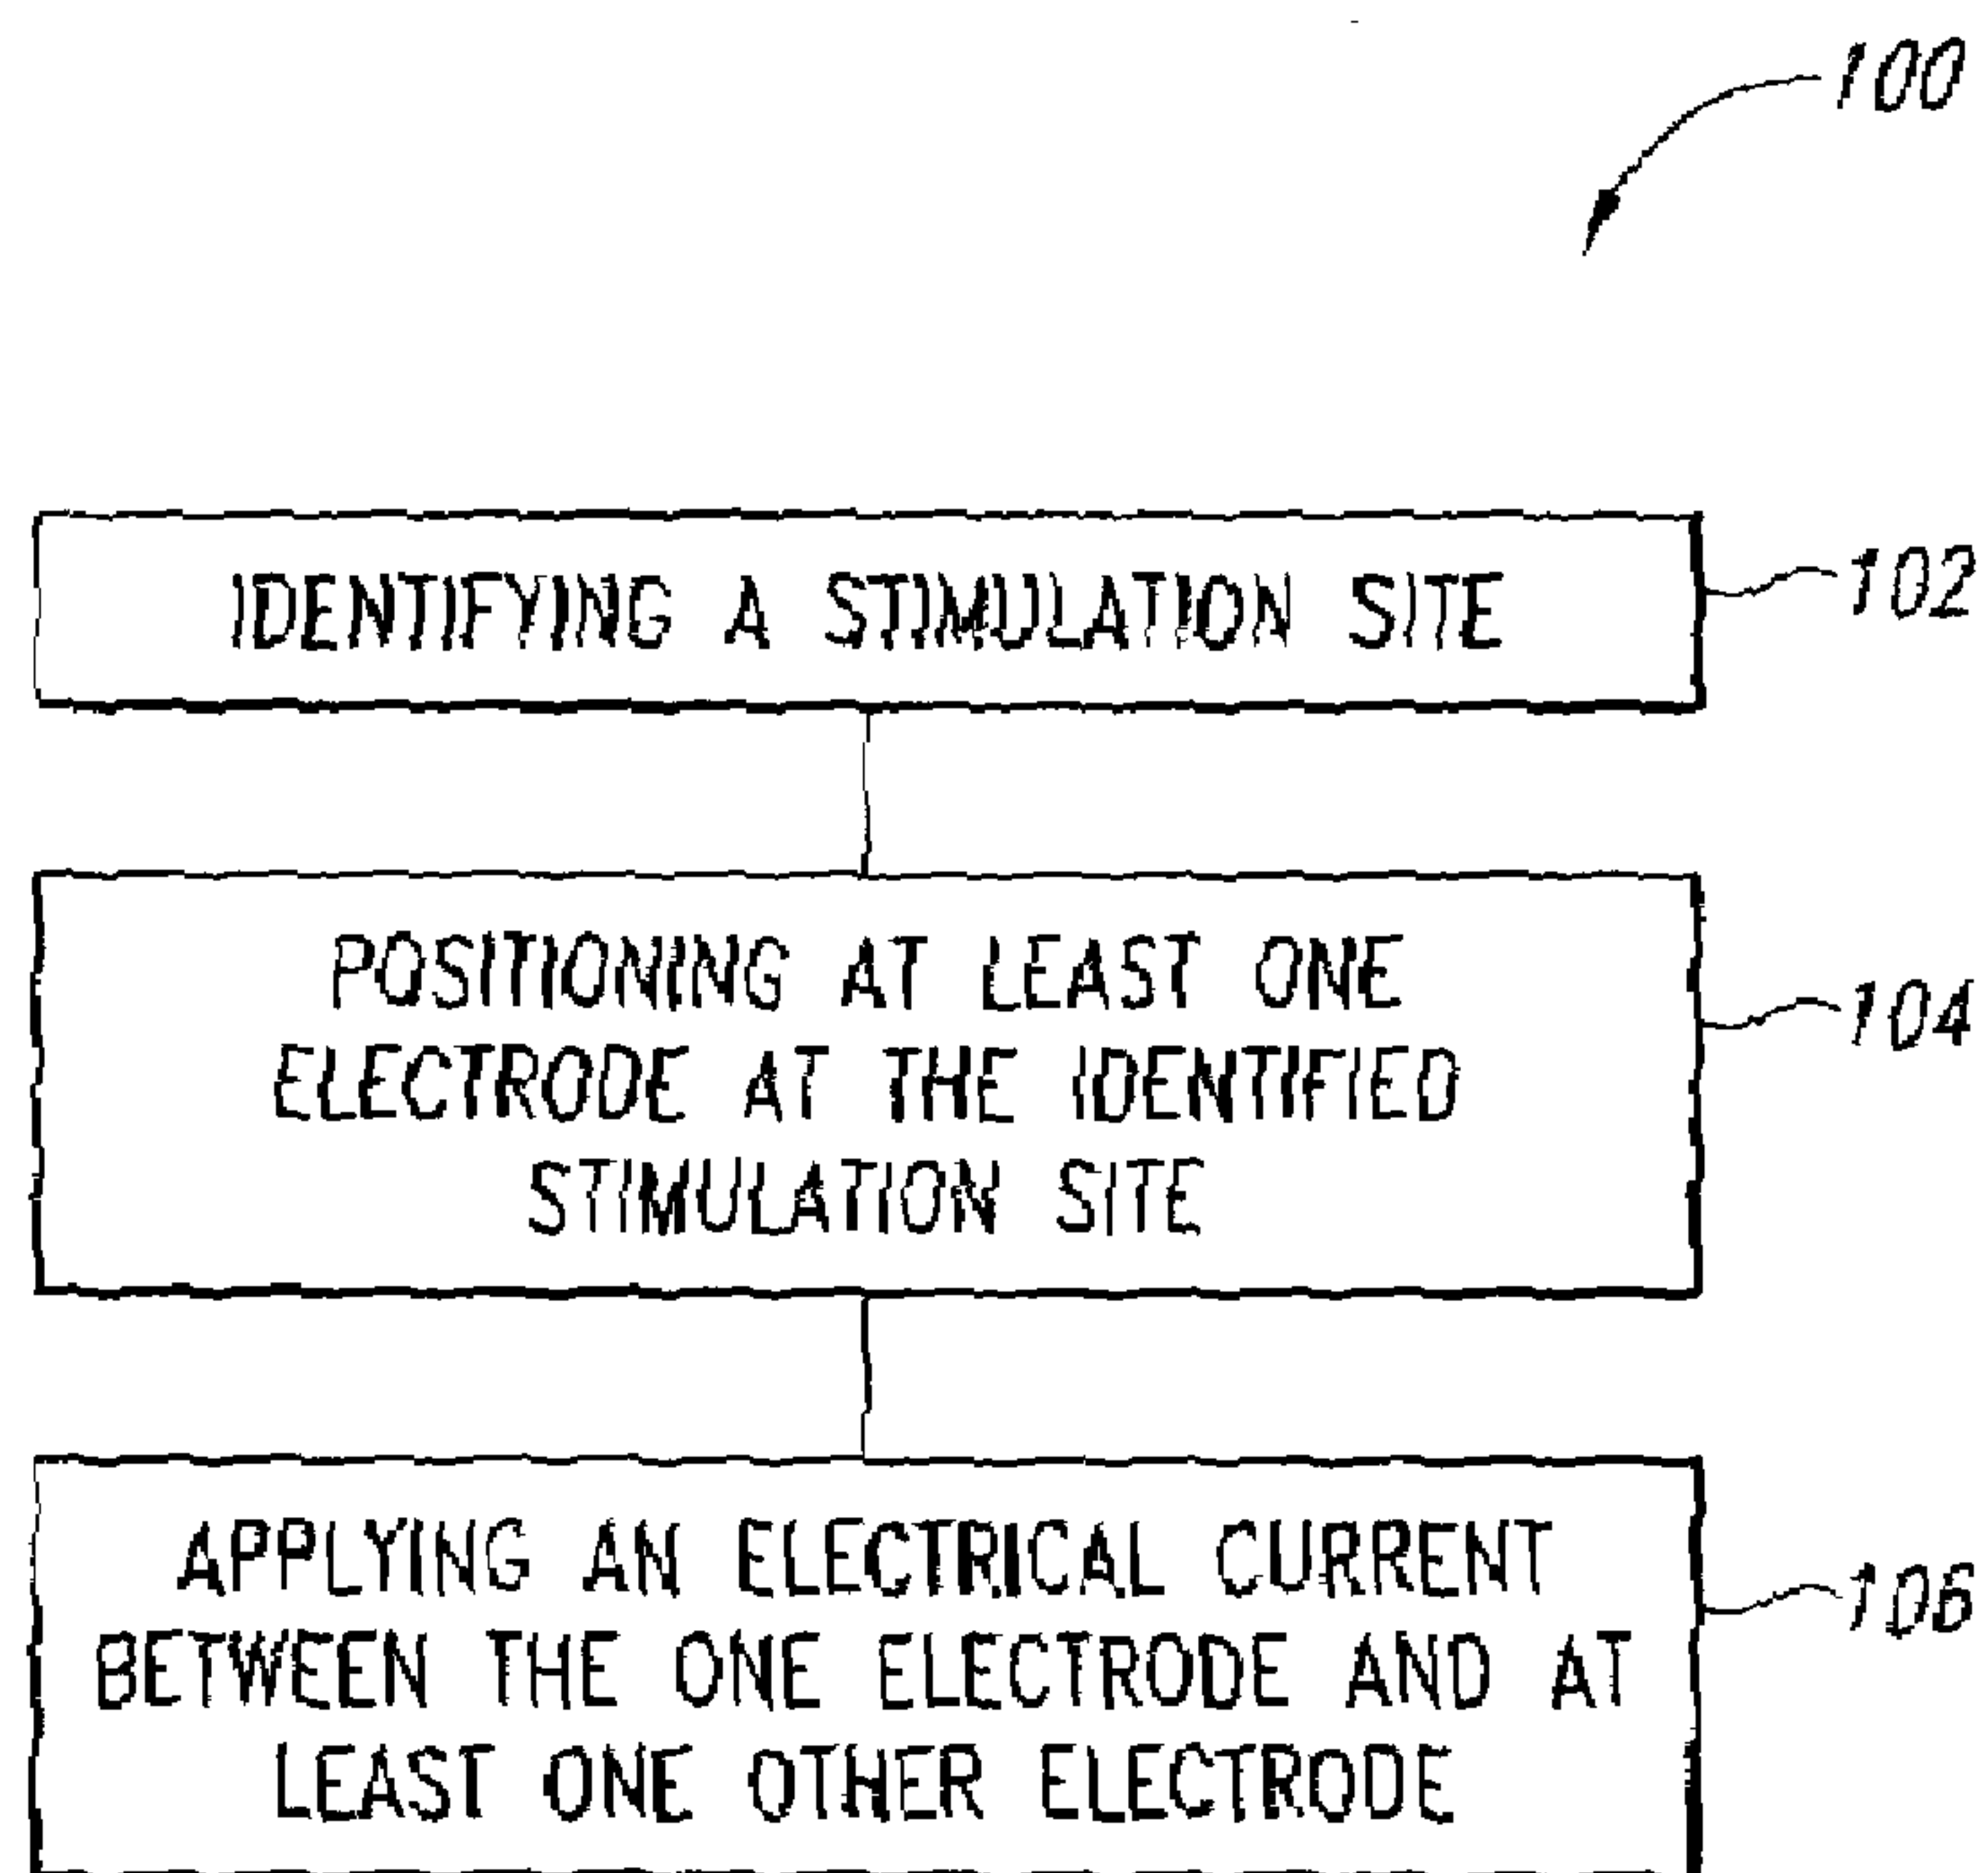 100
IDENTIFYING A STIMULATION SITE
102
POSITIONING AT LEAST ONE
ELECTRODE AT THE IDENTIFIED
STIMULATION SITE
104
APPLYING AN ELECTRICAL CURRENT
BETWEEN THE ONE ELECTRODE AND AT
LEAST ONE OTHER ELECTRODE
106